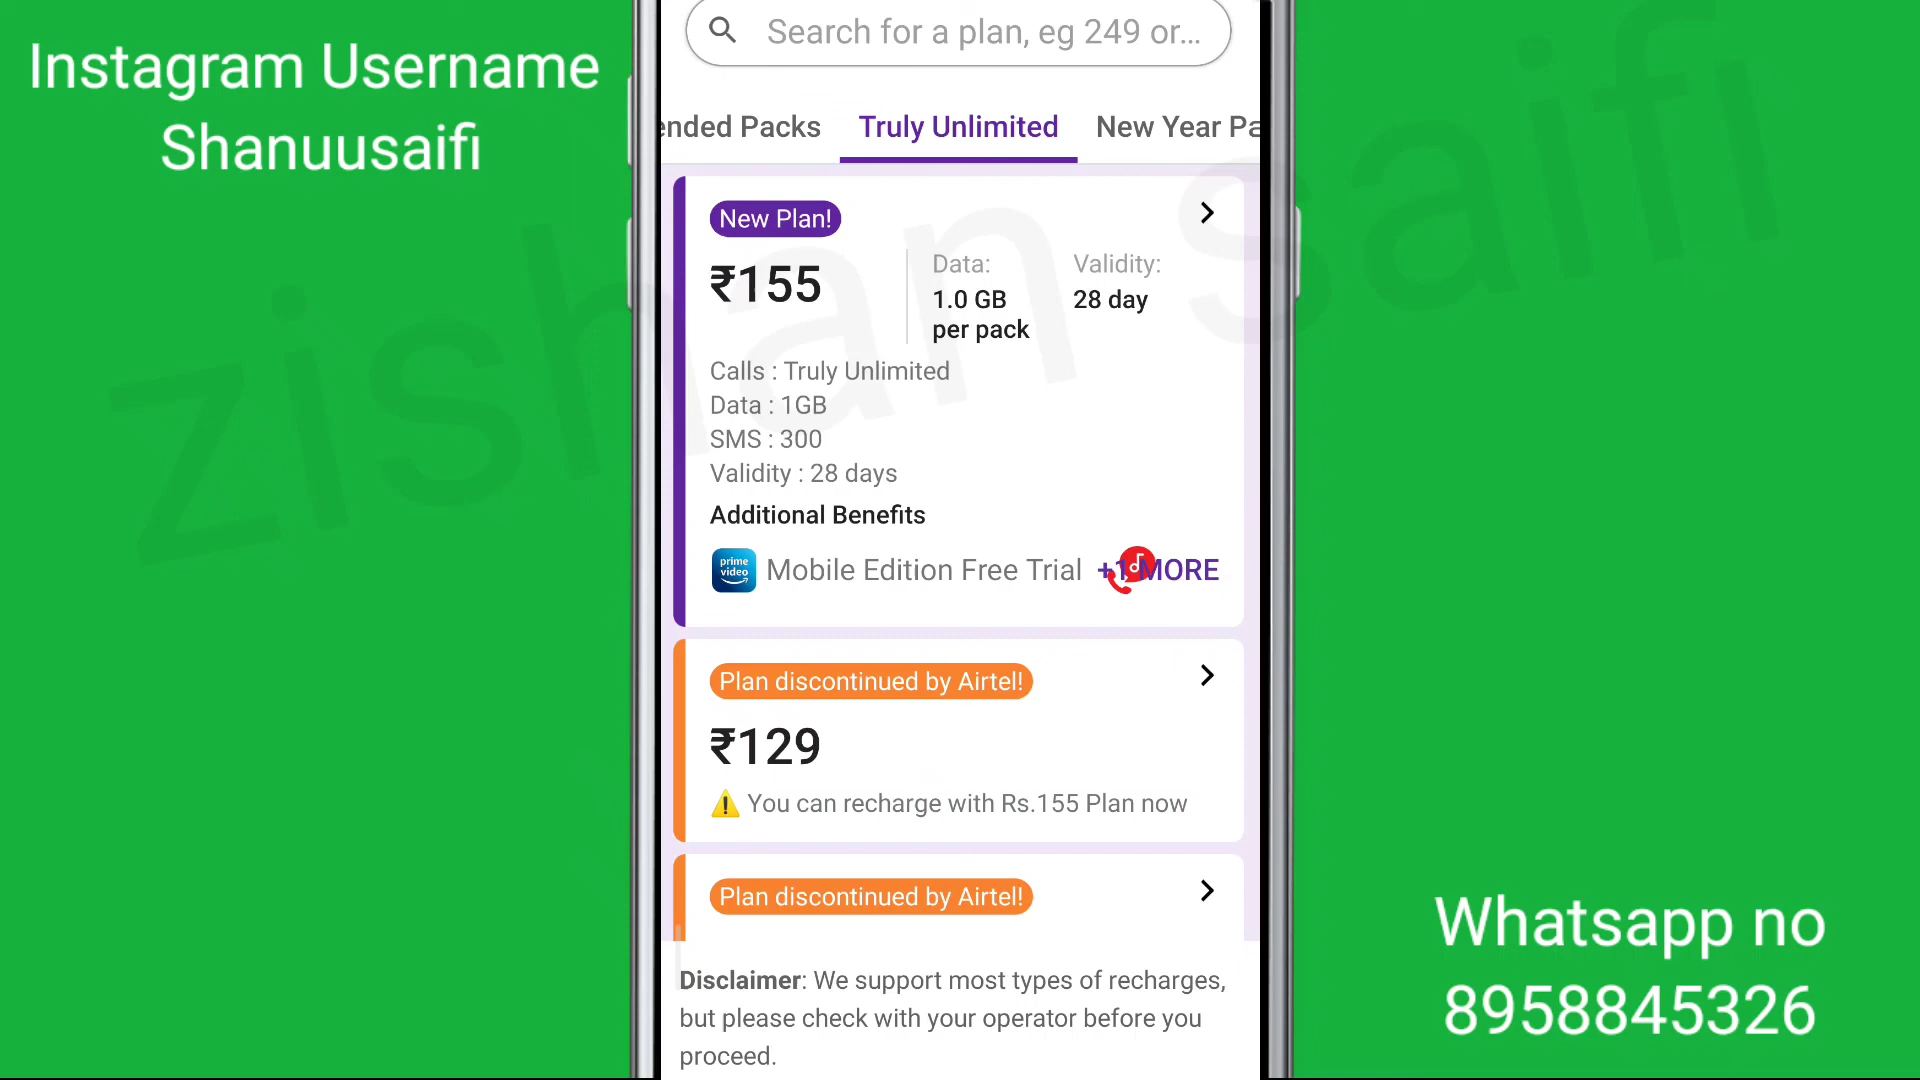 Instagram Username
Shanuusaifi
Search for a plan, eg 249 or...
ended Packs
Truly Unlimited
New Year Pa
New Plan!
₹155
Data:
1.0 GB
per pack
Validity:
28 day
Calls : Truly Unlimited
Data : 1GB
SMS : 300
Validity : 28 days
Additional Benefits
prime
video
Mobile Edition Free Trial
+1 MORE
Plan discontinued by Airtel!
₹129
⚠️ You can recharge with Rs.155 Plan now
Plan discontinued by Airtel!
Disclaimer: We support most types of recharges,
but please check with your operator before you
proceed.
zishan saifi
Whatsapp no
8958845326